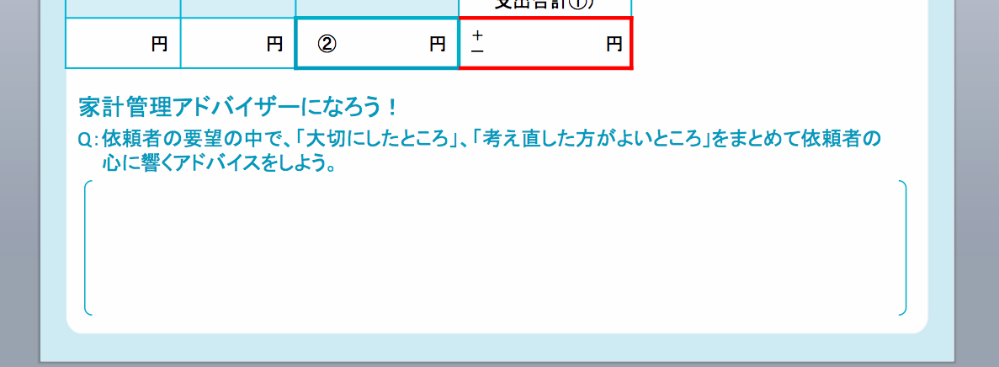 支出合計①)
円 円 ② 円 +
− 円
家計管理アドバイザーになろう！
Q：依頼者の要望の中で、「大切にしたところ」、「考え直した方がよいところ」をまとめて依頼者の
心に響くアドバイスをしよう。